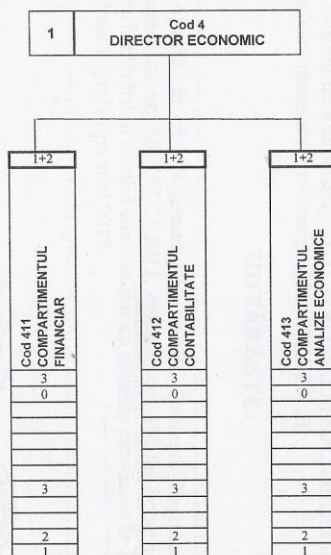 1
Cod 4
DIRECTOR ECONOMIC
1+2
1+2
1+2
Cod 411
COMPARTIMENTUL
FINANCIAR
Cod 412
COMPARTIMENTUL
CONTABILITATE
Cod 413
COMPARTIMENTUL
ANALIZE ECONOMICE
3
3
3
0
0
0
3
3
3
2
2
2
1
1
1